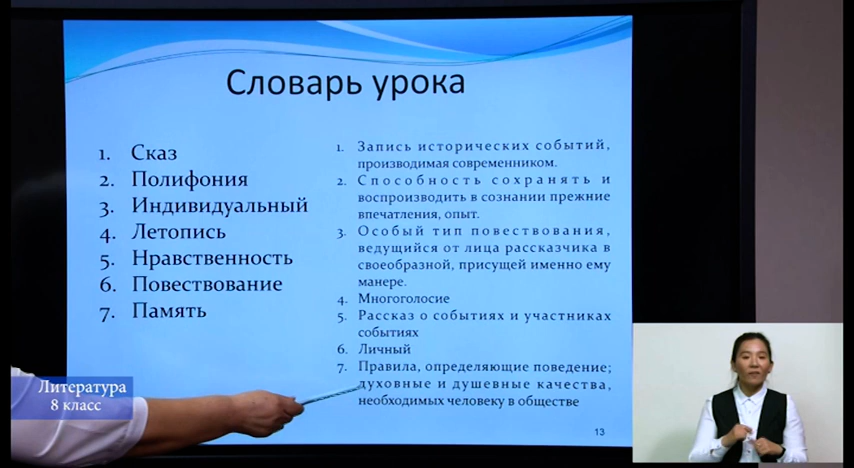 Словарь урока
1. Сказ
2. Полифония
3. Индивидуальный
4. Летопись
5. Нравственность
6. Повествование
7. Память
1. Запись исторических событий,
производимая современником.
2. Способность сохранять и
воспроизводить в сознании прежние
впечатления, опыт.
3. Особый тип повествования,
ведущийся от лица рассказчика в
своеобразной, присущей именно ему
манере.
4. Многоголосие
5. Рассказ о событиях и участниках
событиях
6. Личный
7. Правила, определяющие поведение;
духовные и душевные качества,
необходимых человеку в обществе
13
Литература
8 класс